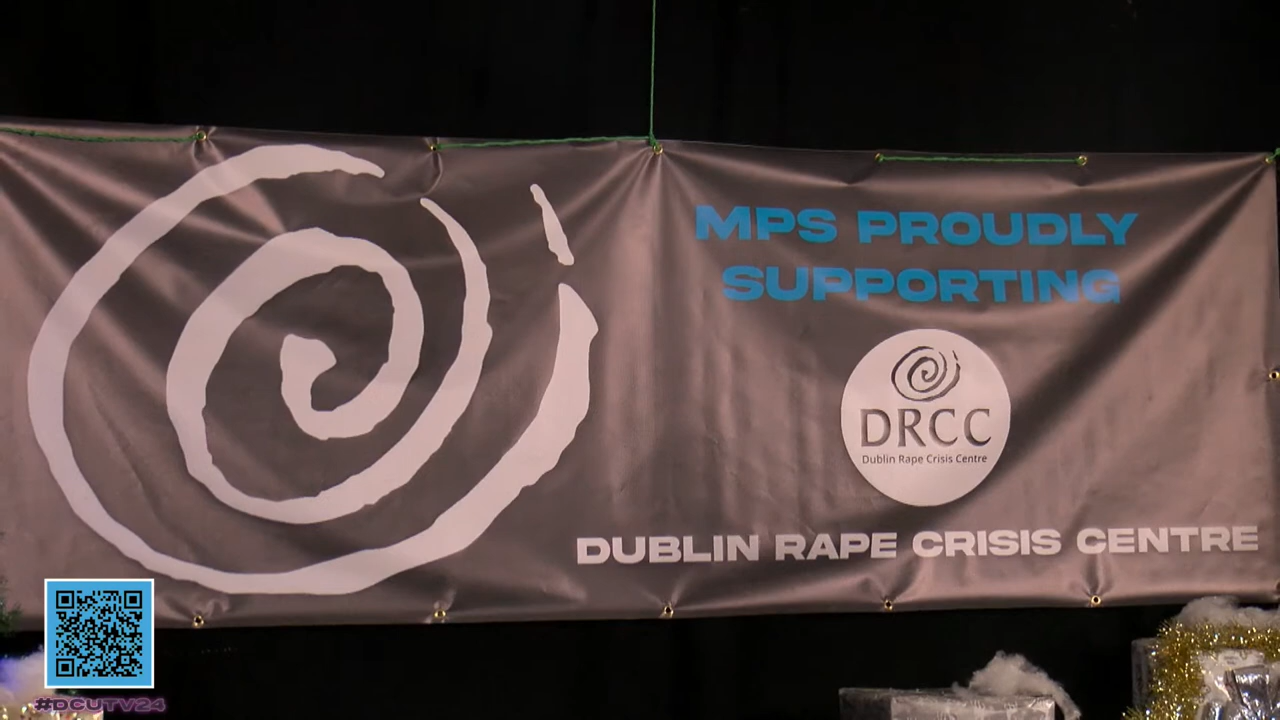 MPS PROUDLY
SUPPORTING
DRCC
Dublin Rape Crisis Centre
DUBLIN RAPE CRISIS CENTRE
#DCUTV24